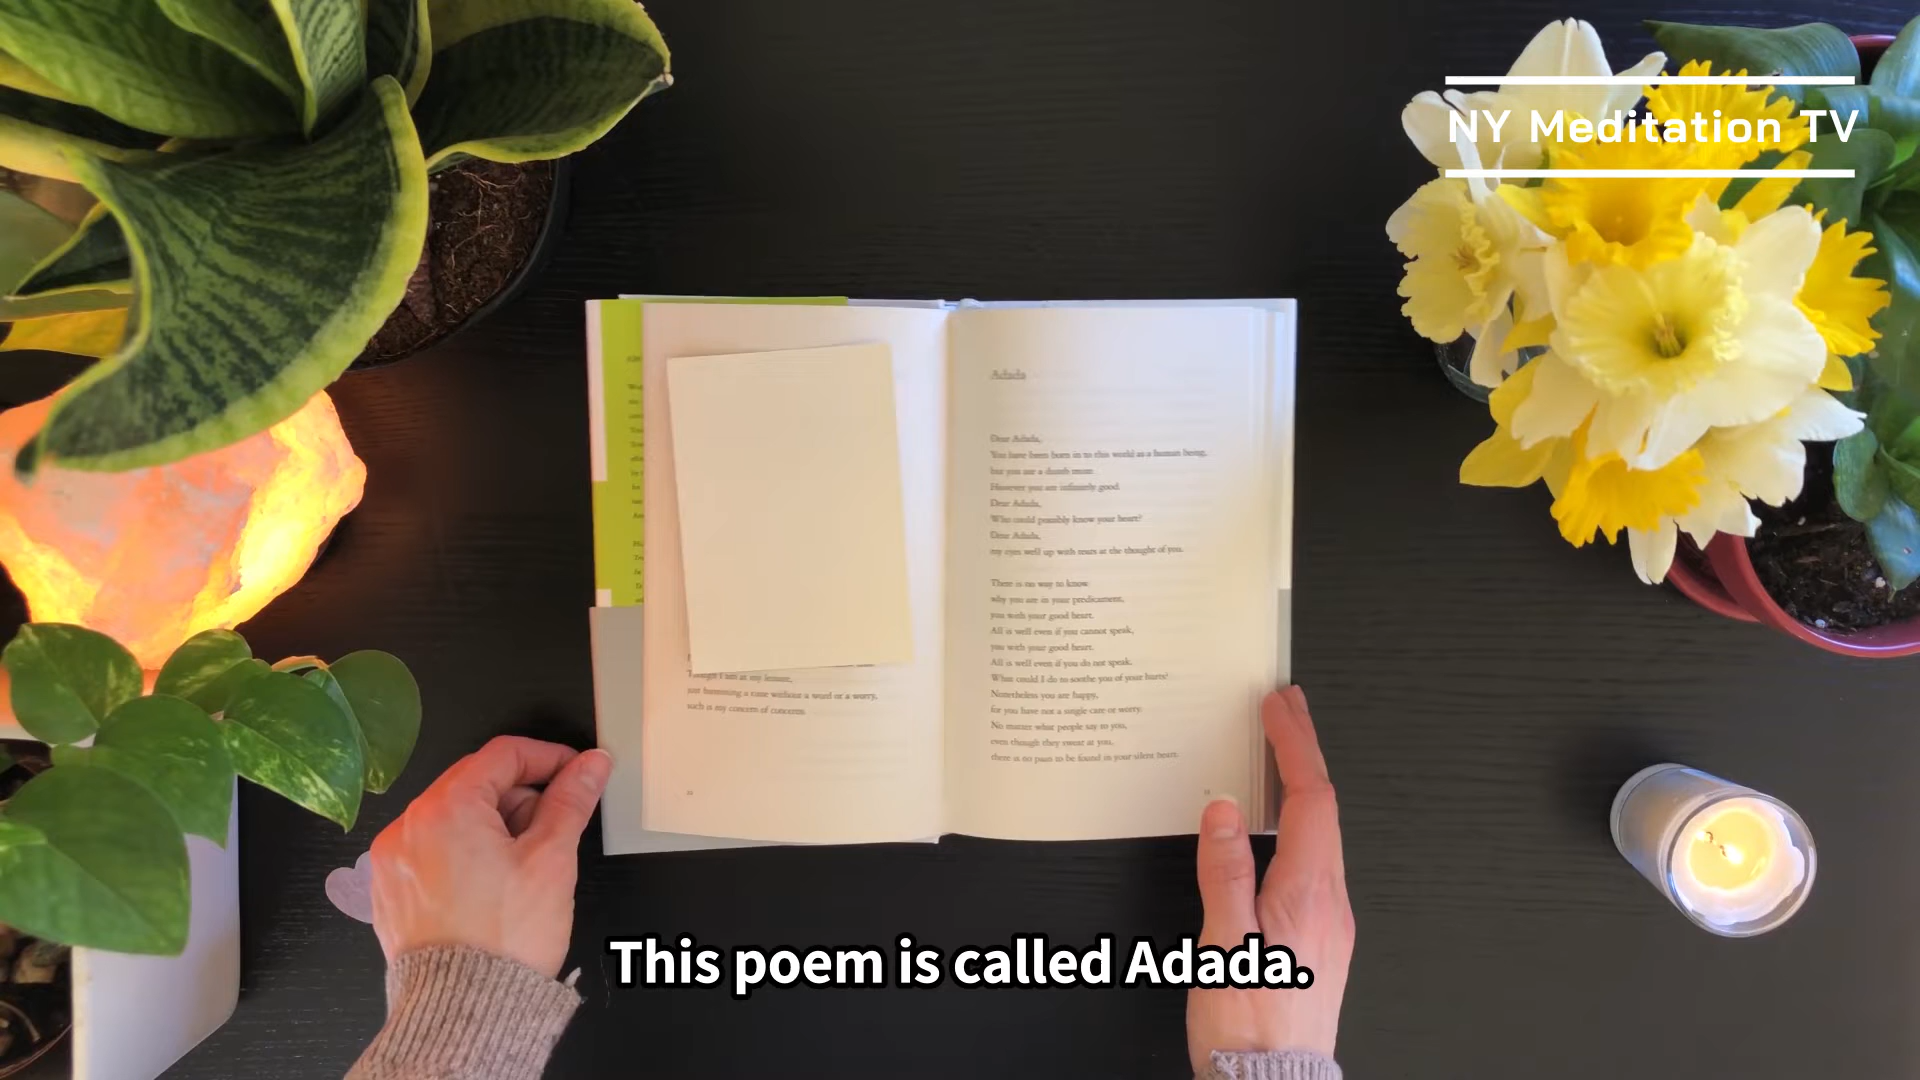 NY Meditation TV
Though I am at my leisure,
just humming a tune without a word or a worry,
such is my concern of concerns.
22
Adada
Dear Adada,
You have been born in to this world as a human being,
but you are a dumb mute.
However you are infinitely good.
Dear Adada,
Who could possibly know your heart?
Dear Adada,
my eyes well up with tears at the thought of you.
There is no way to know
why you are in your predicament,
you with your good heart.
All is well even if you cannot speak,
you with your good heart.
All is well even if you do not speak.
What could I do to soothe you of your hurts?
Nonetheless you are happy,
for you have not a single care or worry.
No matter what people say to you,
even though they swear at you,
there is no pain to be found in your silent heart.
This poem is called Adada.